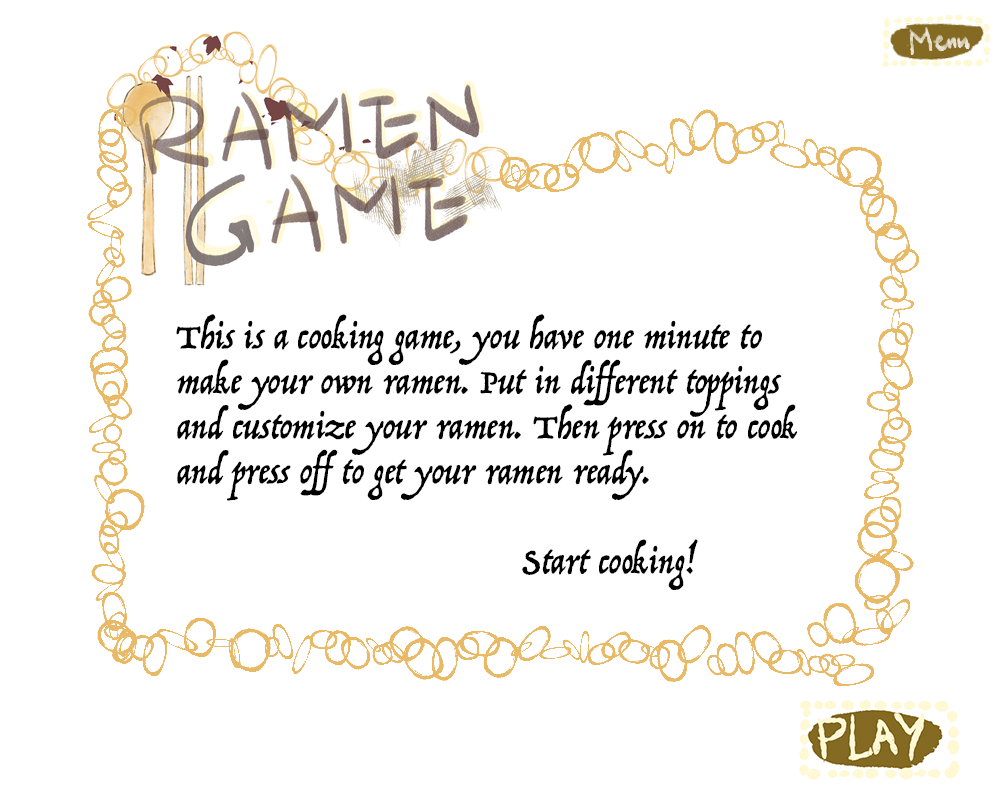 Menu
RAMEN
GAME
This is a cooking game, you have one minute to
make your own ramen. Put in different toppings
and customize your ramen. Then press on to cook
and press off to get your ramen ready.
Start cooking!
PLAY